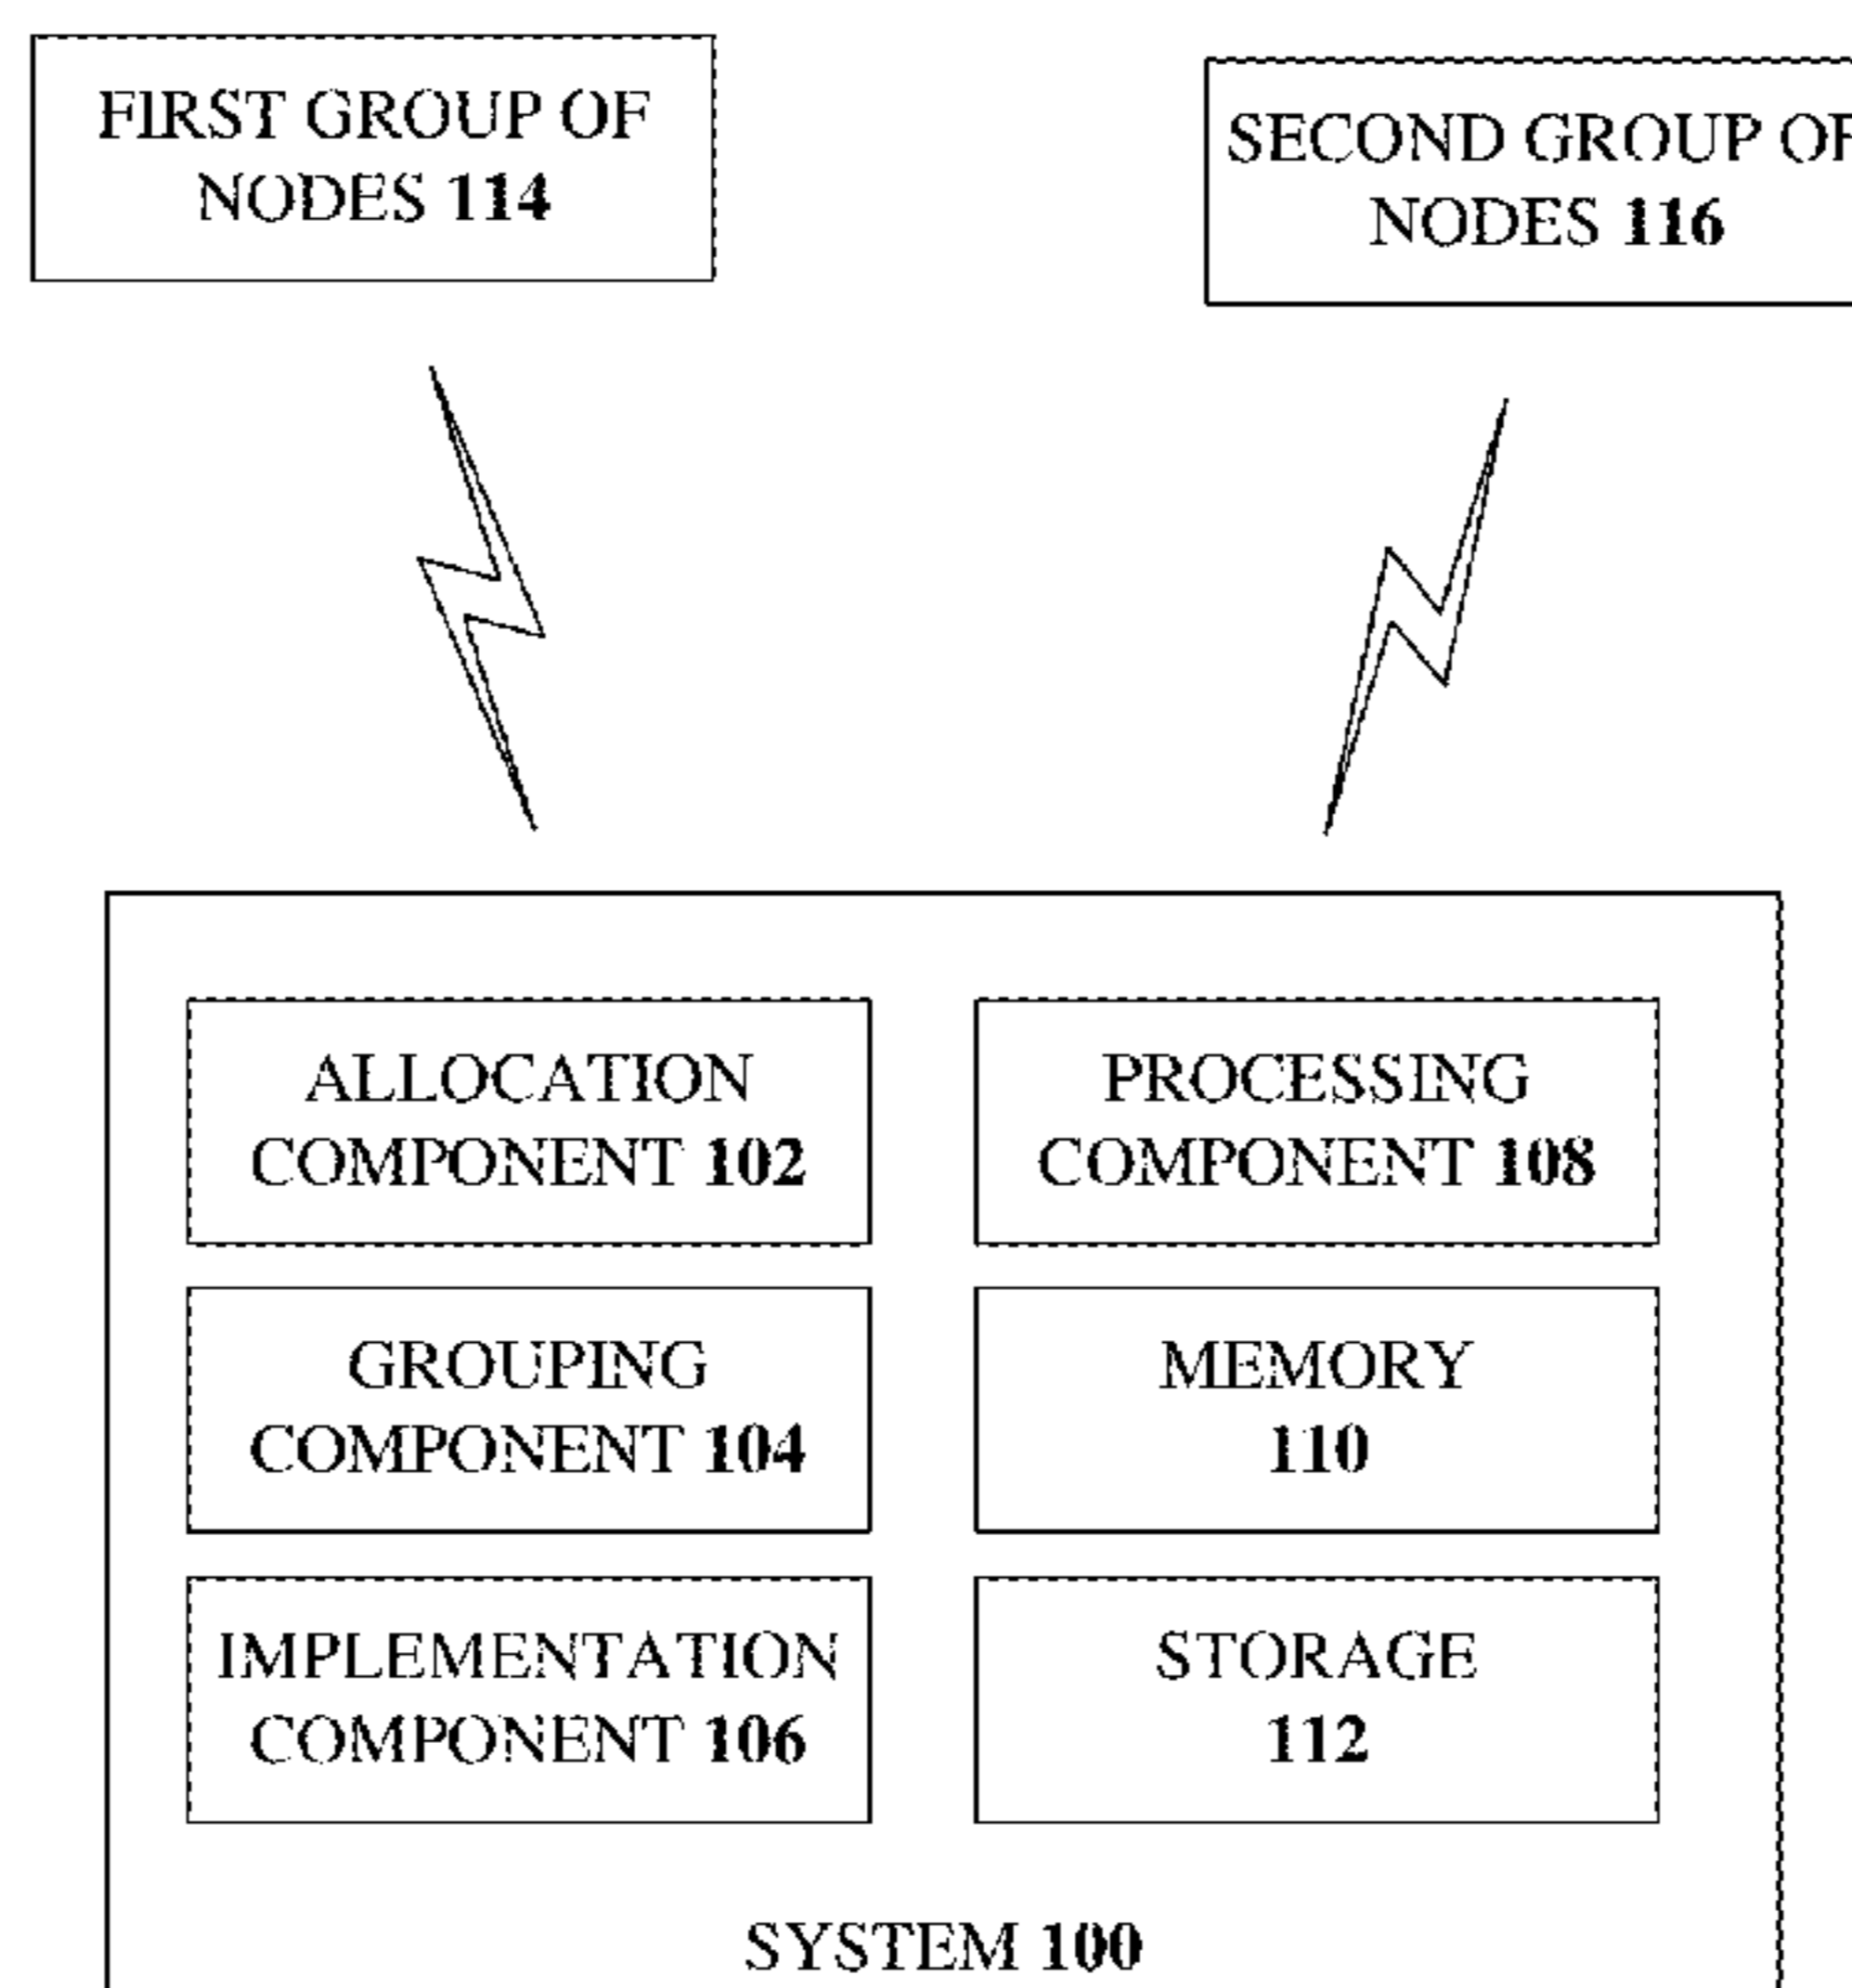 FIRST GROUP OF
NODES 114
SECOND GROUP OF
NODES 116
ALLOCATION
COMPONENT 102
PROCESSING
COMPONENT 108
GROUPING
COMPONENT 104
MEMORY
110
IMPLEMENTATION
COMPONENT 106
STORAGE
112
SYSTEM 100